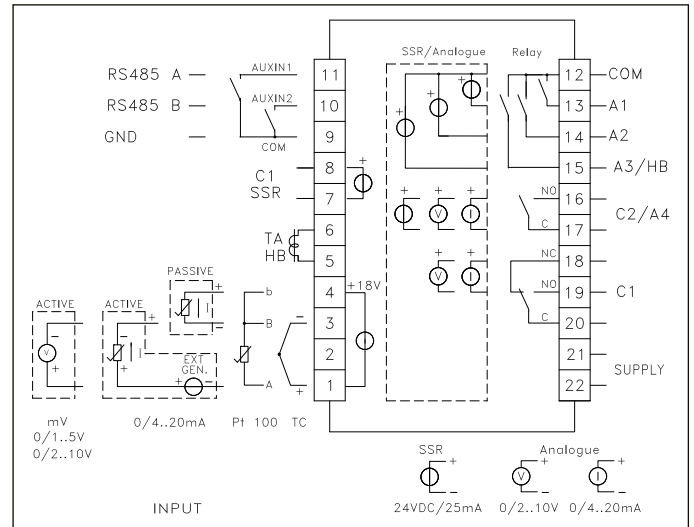 SSR/Analogue Relay
RS485 A AUXIN1 11 + + + 12 COM
RS485 B AUXIN2 10 13 A1
GND COM 9 14 A2
C1 SSR 8 + 15 A3/HB
7 + + + NO 16 C2/A4
TA HB 6 V I C 17
5 + + NC 18
PASSIVE + b 4 +18V V I NO 19 C1
ACTIVE ACTIVE + I - B 3 - C 20
- V + I 2 21 SUPPLY
EXT GEN. + - A 1 + 22
mV 0/4..20mA Pt 100 TC
0/1..5V
0/2..10V
SSR Analogue
+ - V + - I + -
INPUT 24VDC/25mA 0/2..10V 0/4..20mA